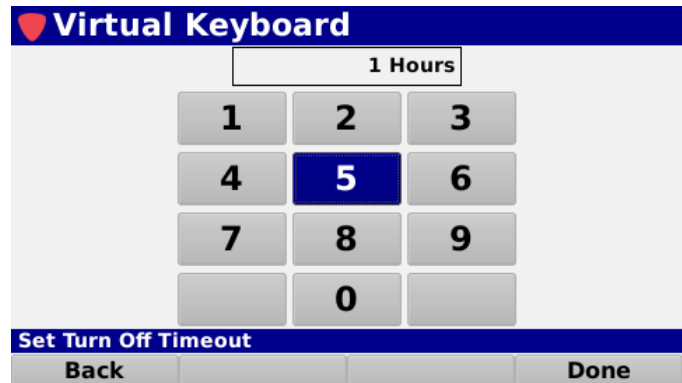 Virtual Keyboard
1 Hours
1 2 3
4 5 6
7 8 9
0
Set Turn Off Timeout
Back Done